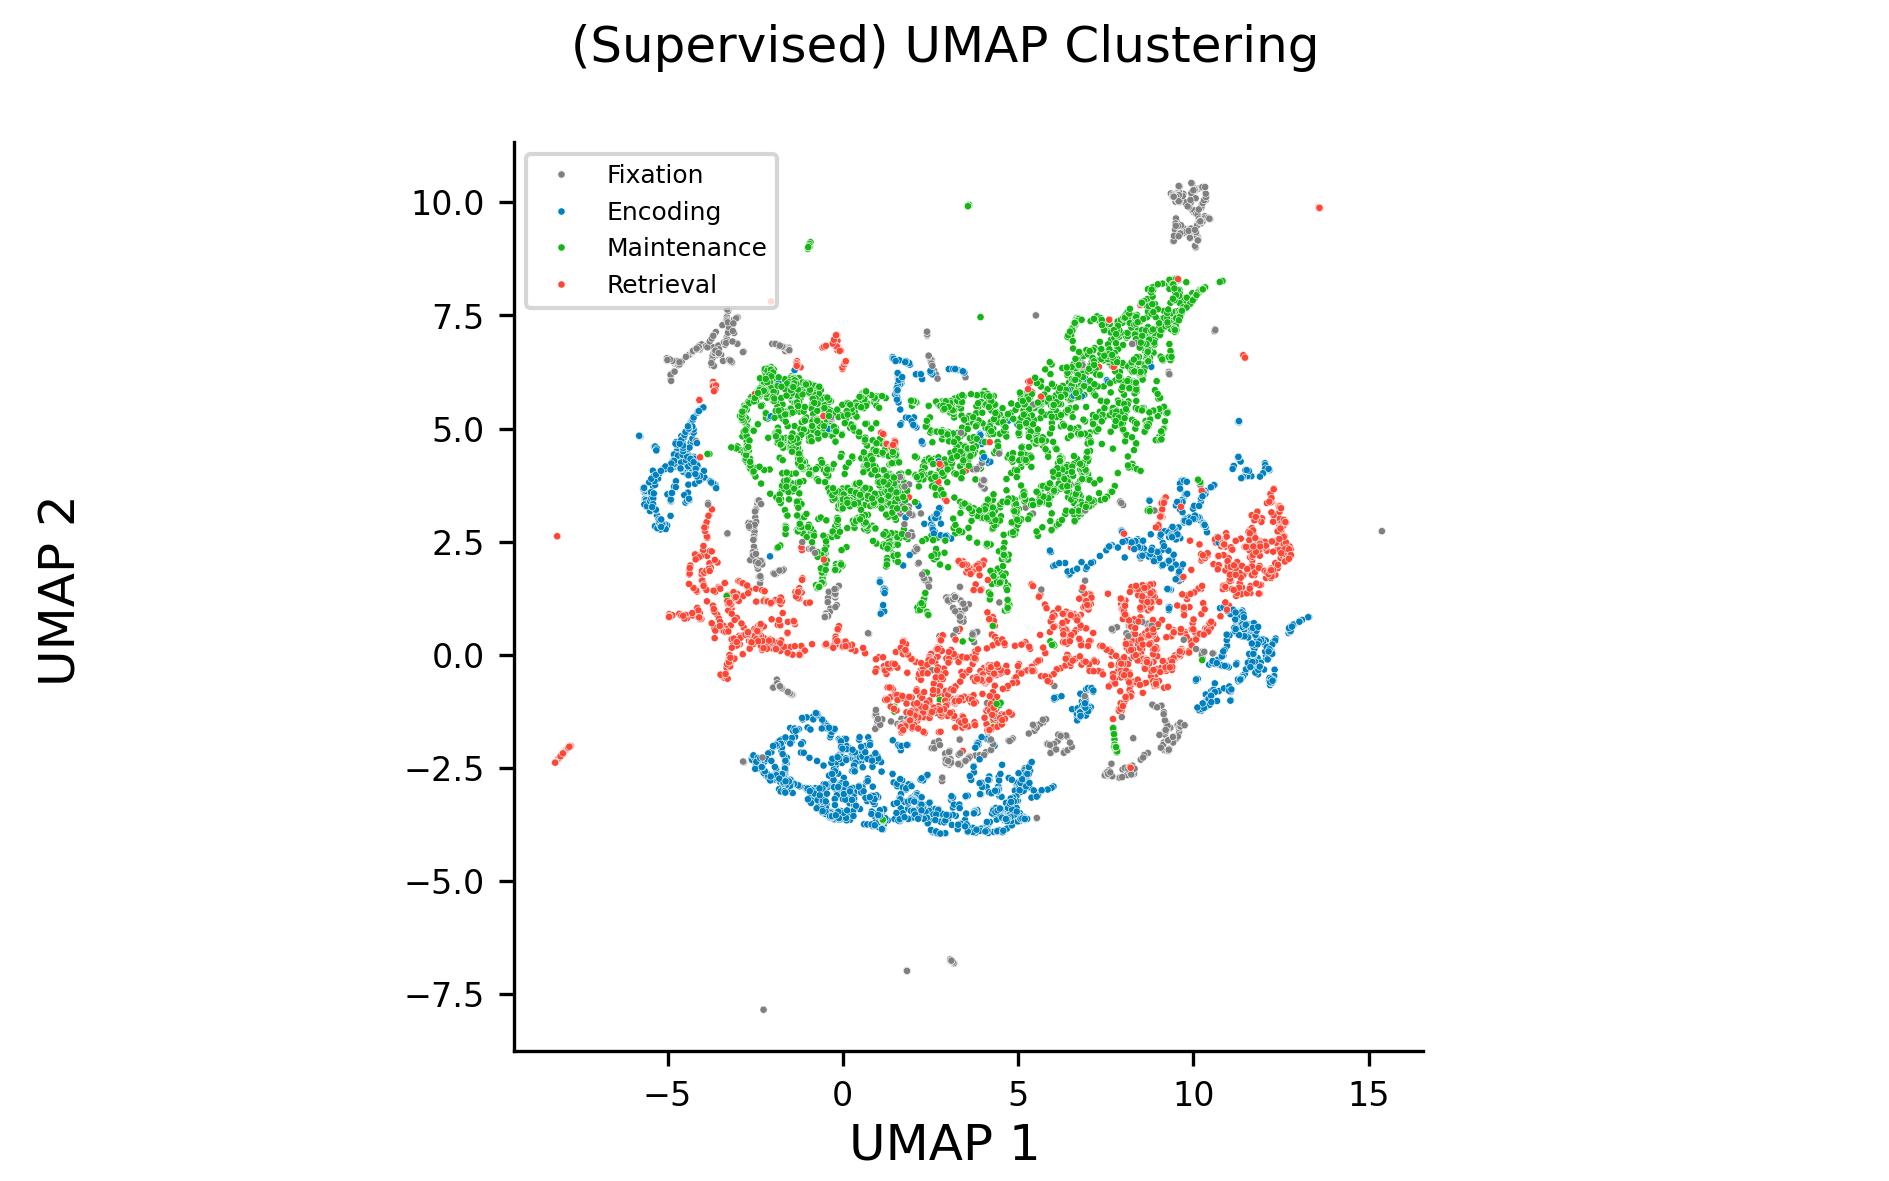 (Supervised) UMAP Clustering
Fixation
Encoding
Maintenance
Retrieval
10.0
7.5
5.0
2.5
0.0
−2.5
−5.0
−7.5
UMAP 2
−5
0
5
10
15
UMAP 1